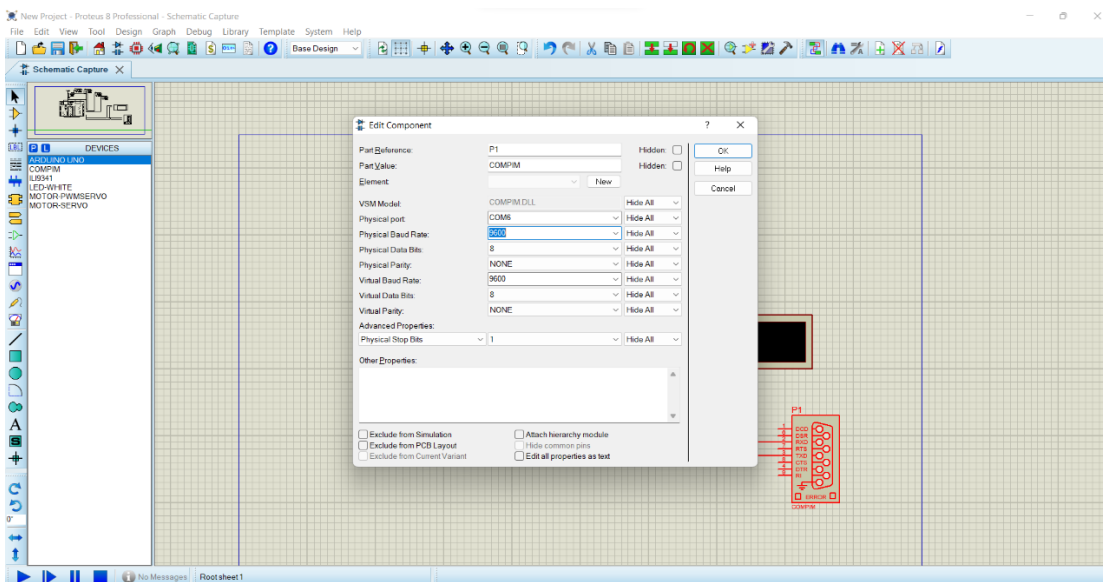 New Project - Proteus 8 Professional - Schematic Capture
File Edit View Tool Design Graph Debug Library Template System Help
Base Design
Schematic Capture
P L DEVICES
ARDUINO UNO
COMPIM
ILI9341
LED-WHITE
MOTOR-PWMSERVO
MOTOR-SERVO
Edit Component
Part Reference: P1 Hidden:
Part Value: COMPIM Hidden:
Element: New
VSM Model: COMPIM.DLL Hide All
Physical port: COM6 Hide All
Physical Baud Rate: 9600 Hide All
Physical Data Bits: 8 Hide All
Physical Parity: NONE Hide All
Virtual Baud Rate: 9600 Hide All
Virtual Data Bits: 8 Hide All
Virtual Parity: NONE Hide All
Advanced Properties:
Physical Stop Bits 1 Hide All
Other Properties:
Exclude from Simulation Attach hierarchy module
Exclude from PCB Layout Hide common pins
Exclude from Current Variant Edit all properties as text
OK
Help
Cancel
P1
DCD
DSR
RXD
RTS
TXD
CTS
DTR
RI
ERROR
COMPIM
A
S
0°
No Messages Root sheet 1